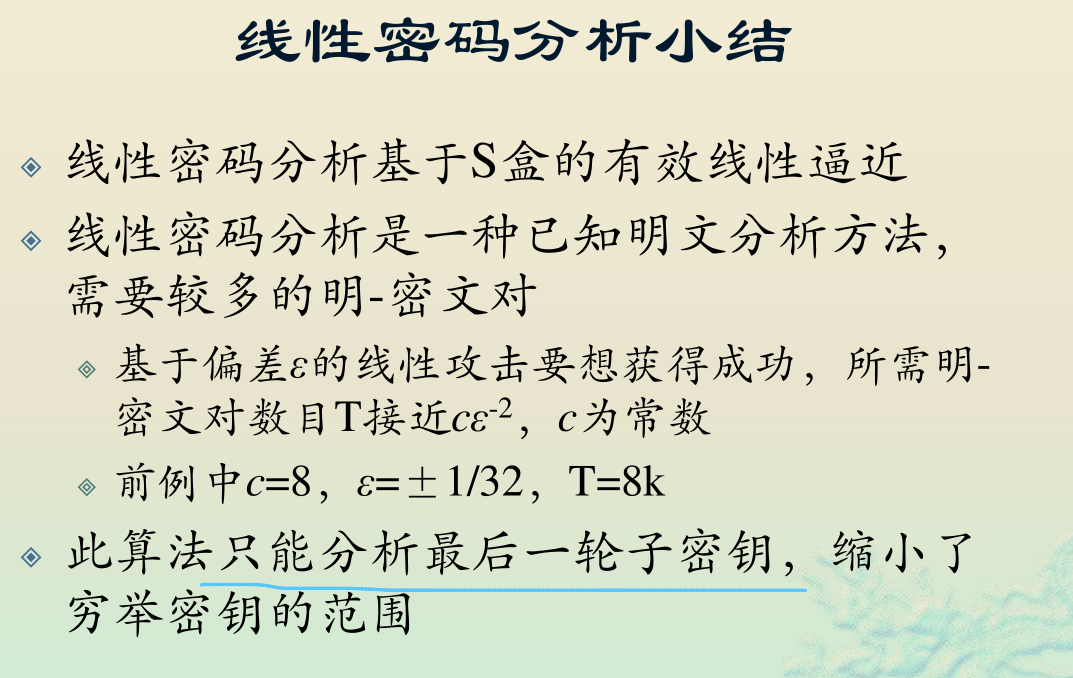 线性密码分析小结
线性密码分析基于S盒的有效线性逼近
线性密码分析是一种已知明文分析方法，
需要较多的明-密文对
基于偏差ε的线性攻击要想获得成功，所需明-
密文对数目T接近cε⁻²，c为常数
前例中c=8，ε=±1/32，T=8k
此算法只能分析最后一轮子密钥，缩小了
穷举密钥的范围